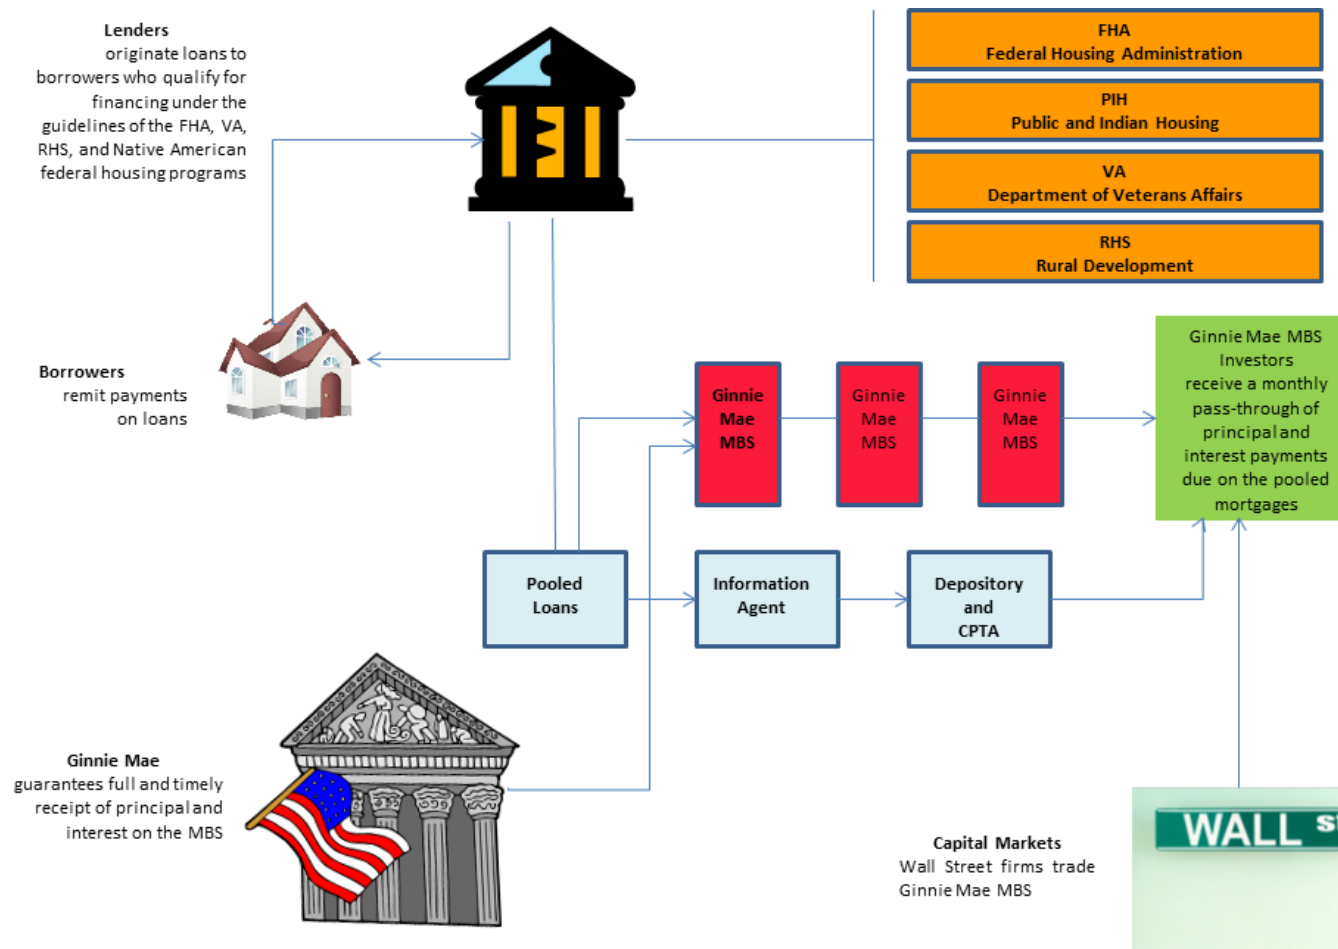 Lenders
originate loans to
borrowers who qualify for
financing under the
guidelines of the FHA, VA,
RHS, and Native American
federal housing programs
FHA
Federal Housing Administration
PIH
Public and Indian Housing
VA
Department of Veterans Affairs
RHS
Rural Development
Borrowers
remit payments
on loans
Ginnie
Mae
MBS
Ginnie
Mae
MBS
Ginnie
Mae
MBS
Ginnie Mae MBS
Investors
receive a monthly
pass-through of
principal and
interest payments
due on the pooled
mortgages
Pooled
Loans
Information
Agent
Depository
and
CPTA
Ginnie Mae
guarantees full and timely
receipt of principal and
interest on the MBS
Capital Markets
Wall Street firms trade
Ginnie Mae MBS
WALL